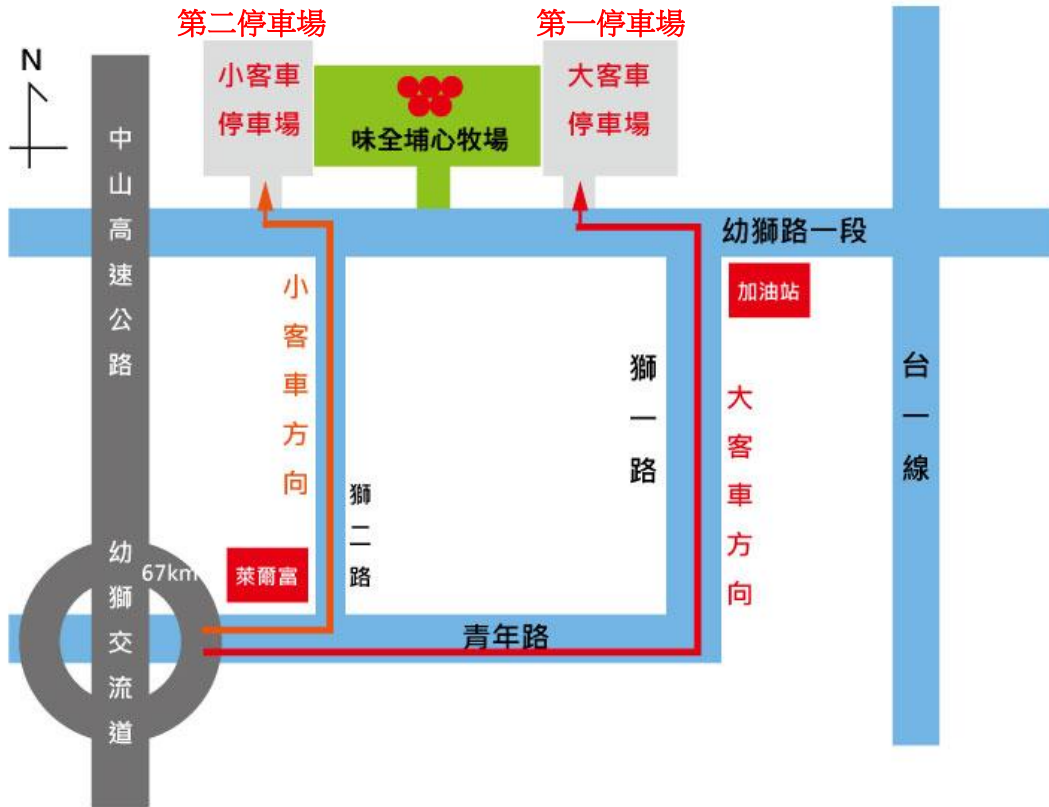 第二停車場
第一停車場
N
小客車
停車場
味全埔心牧場
大客車
停車場
中山高速公路
幼獅路一段
加油站
小客車方向
獅一路
大客車方向
台一線
獅二路
幼獅交流道
67km
萊爾富
青年路